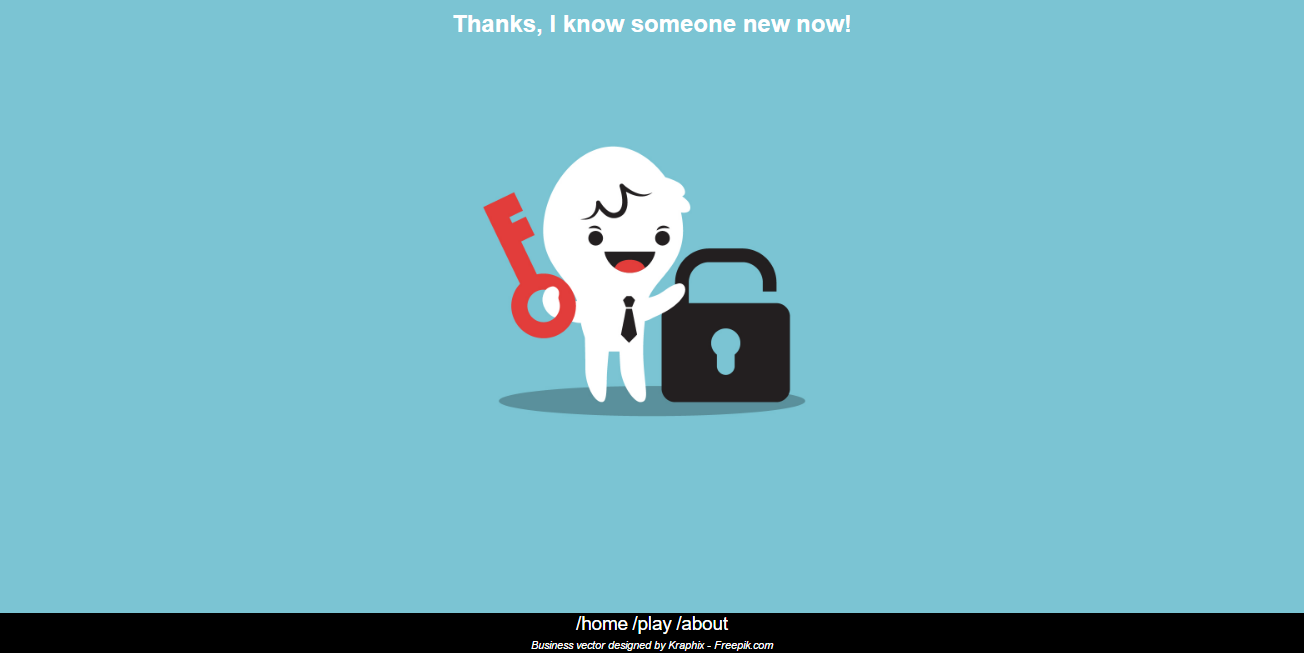 Thanks, I know someone new now!
/home /play /about
Business vector designed by Kraphix - Freepik.com